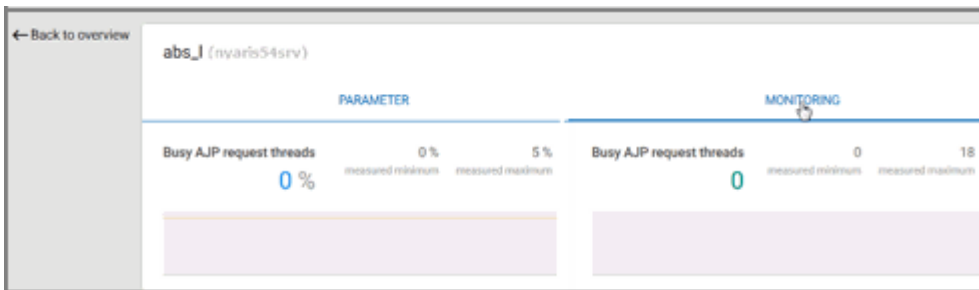 ← Back to overview
abs_l (nyaris54srv)
PARAMETER
MONITORING
Busy AJP request threads
0 %
5 %
0 %
measured minimum
measured maximum
Busy AJP request threads
0
18
0
measured minimum
measured maximum